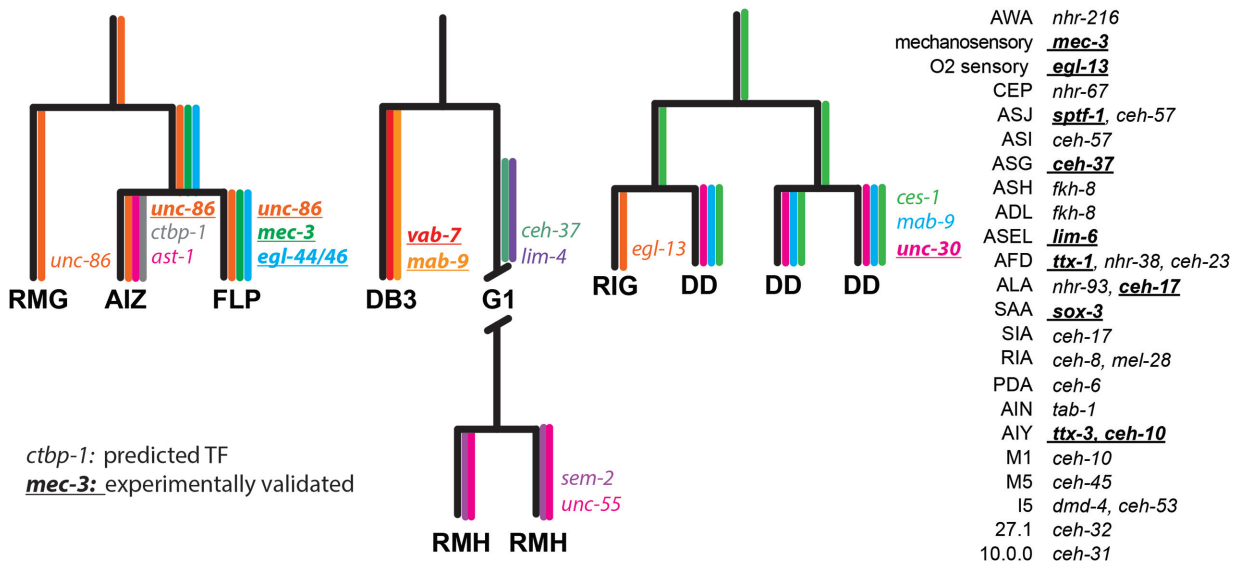 unc-86
ctbp-1
ast-1
unc-86
mec-3
egl-44/46
unc-86
RMG AIZ FLP
vab-7
mab-9
ceh-37
lim-4
DB3 G1
sem-2
unc-55
RMH RMH
egl-13
ces-1
mab-9
unc-30
RIG DD DD DD
ctbp-1: predicted TF
mec-3: experimentally validated
AWA nhr-216
mechanosensory mec-3
O2 sensory egl-13
CEP nhr-67
ASJ sptf-1, ceh-57
ASI ceh-57
ASG ceh-37
ASH fkh-8
ADL fkh-8
ASEL lim-6
AFD ttx-1, nhr-38, ceh-23
ALA nhr-93, ceh-17
SAA sox-3
SIA ceh-17
RIA ceh-8, mel-28
PDA ceh-6
AIN tab-1
AIY ttx-3, ceh-10
M1 ceh-10
M5 ceh-45
I5 dmd-4, ceh-53
27.1 ceh-32
10.0.0 ceh-31